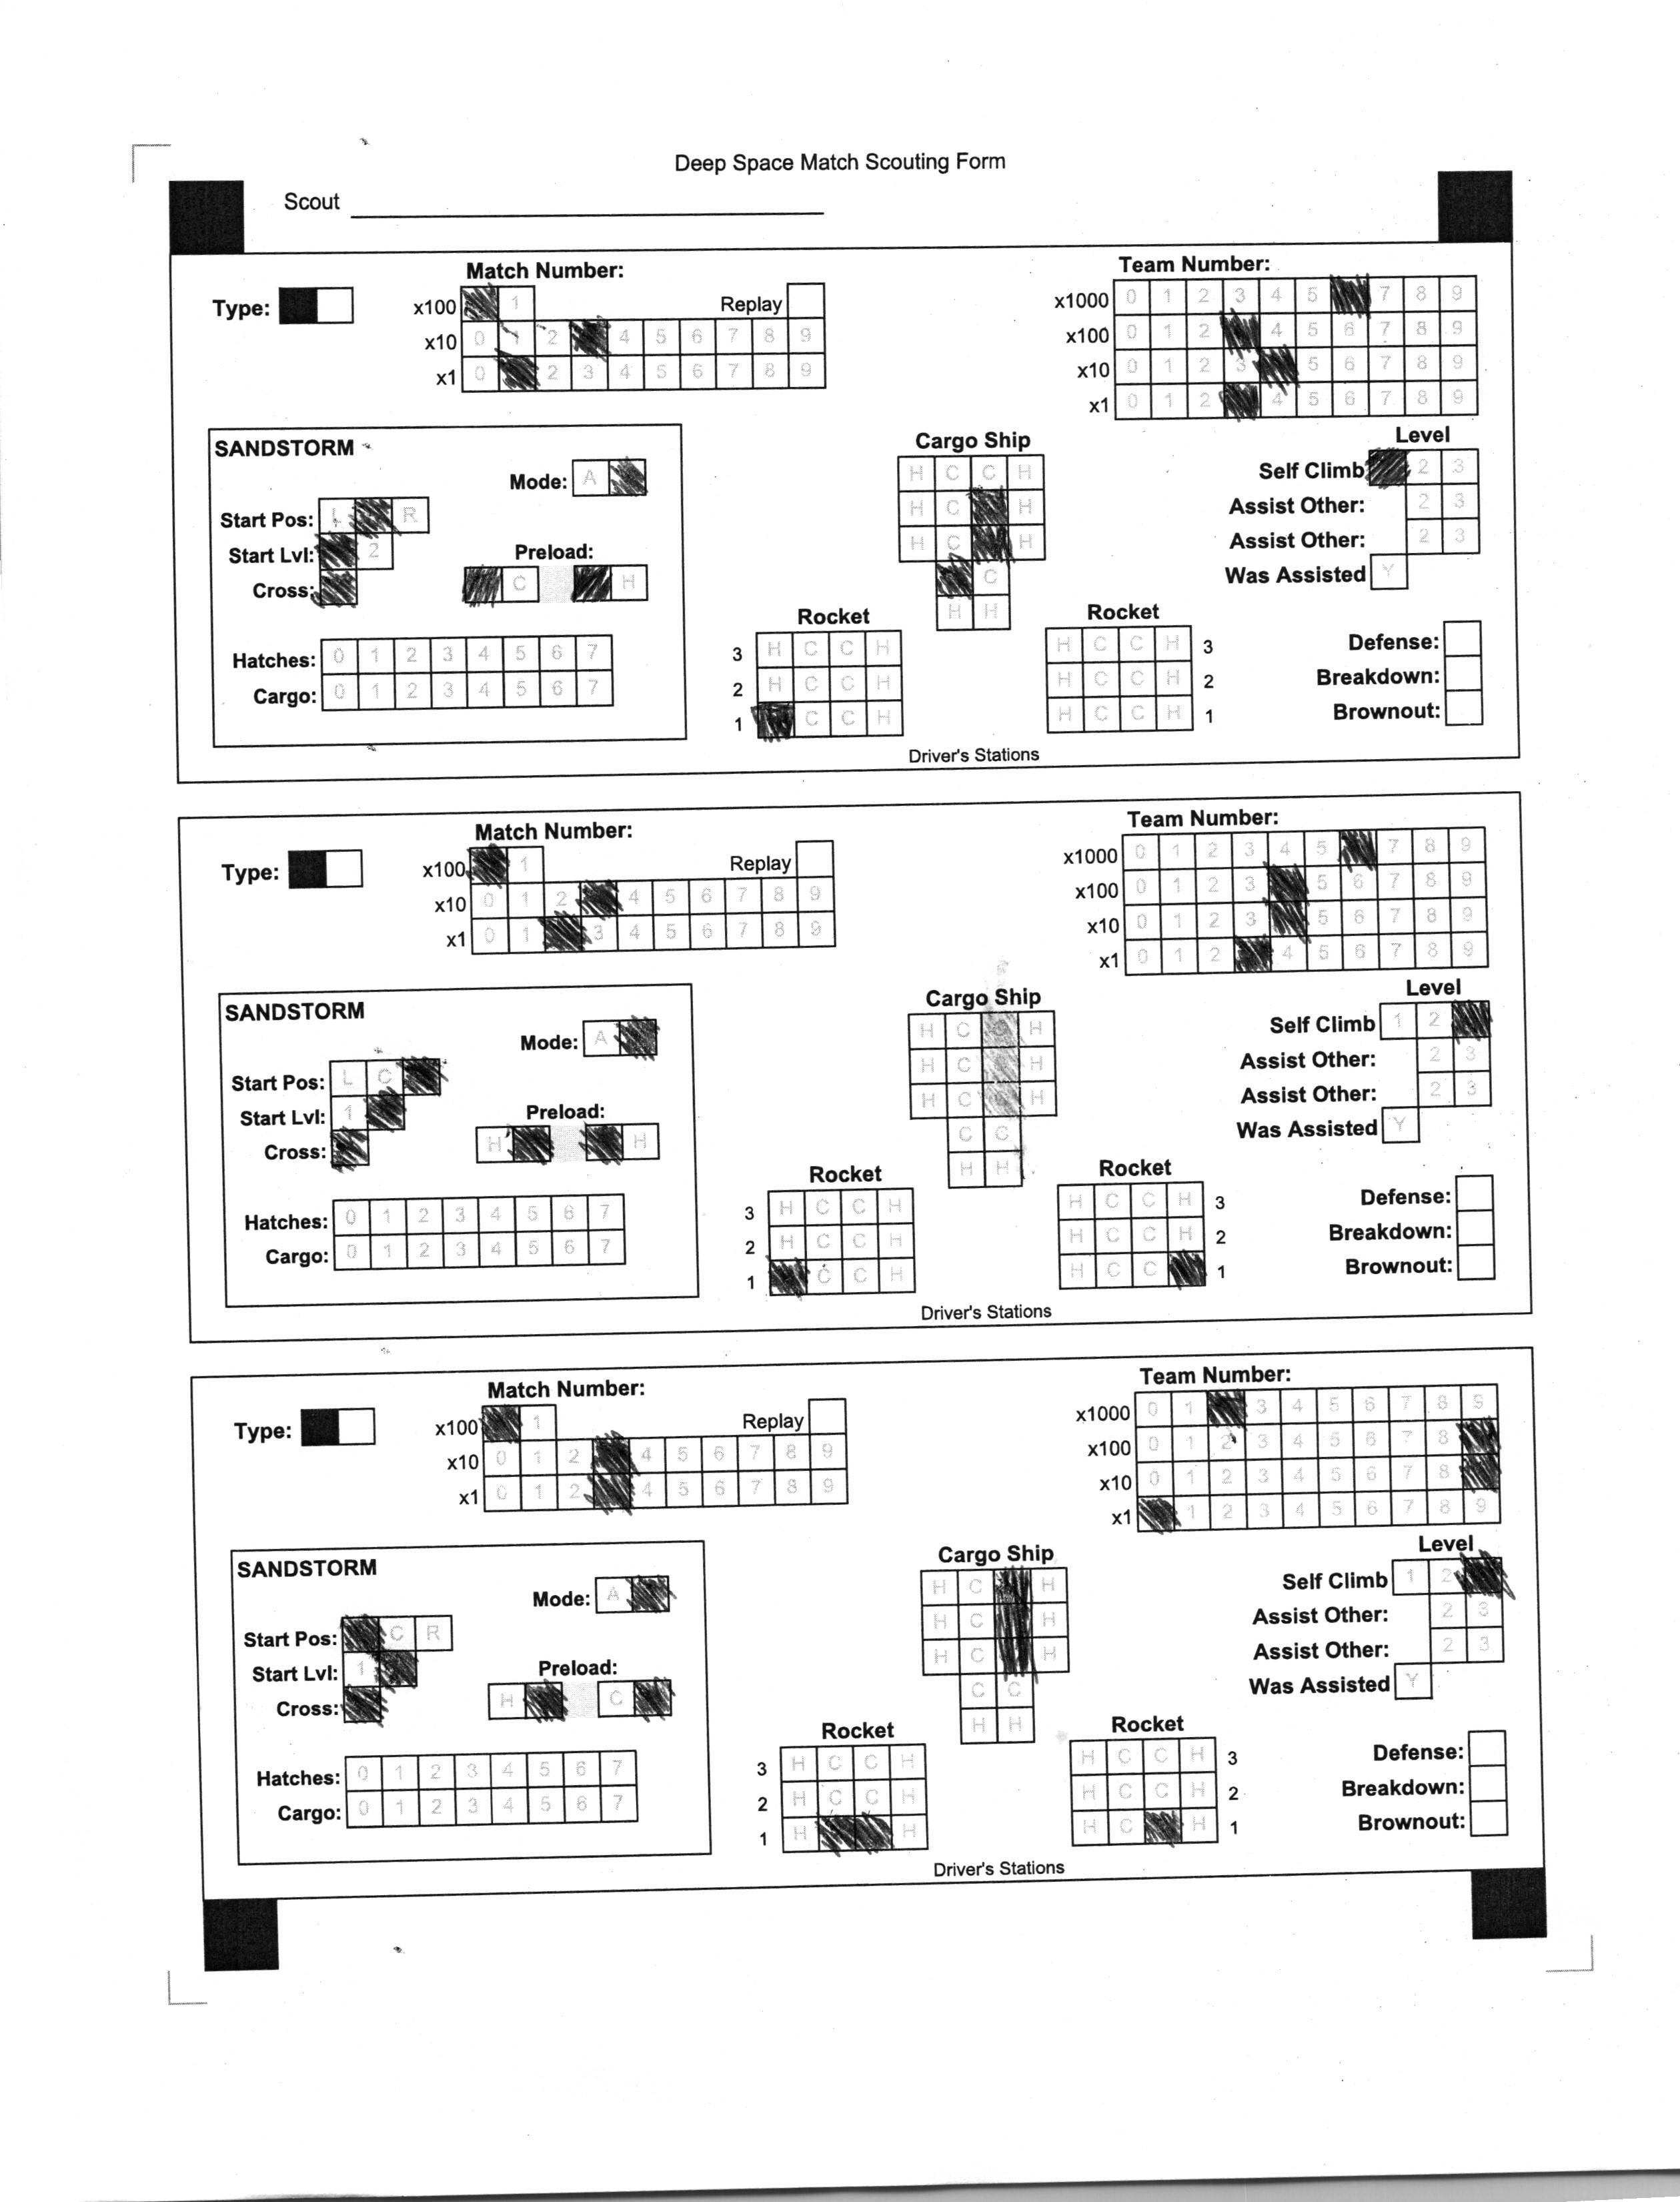 Deep Space Match Scouting Form
Scout
Match Number: Team Number:
Type: x100 1 Replay x1000 0 1 2 3 4 5 7 8 9
x10 0 1 2 4 5 6 7 8 9 x100 0 1 2 4 5 6 7 8 9
x1 0 2 3 4 5 6 7 8 9 x10 0 1 2 3 5 6 7 8 9
x1 0 1 2 4 5 6 7 8 9
SANDSTORM Cargo Ship Level
Mode: A H C C H Self Climb 2 3
Start Pos: L R H C H Assist Other: 2 3
Start Lvl: 2 Preload: H C H Assist Other: 2 3
Cross: C H C Was Assisted Y
H H
Rocket Rocket
Hatches: 0 1 2 3 4 5 6 7 3 H C C H H C C H 3 Defense:
Cargo: 0 1 2 3 4 5 6 7 2 H C C H H C C H 2 Breakdown:
1 C C H H C C H 1 Brownout:
Driver's Stations
Match Number: Team Number:
Type: x100 1 Replay x1000 0 1 2 3 4 5 7 8 9
x10 0 1 2 4 5 6 7 8 9 x100 0 1 2 3 5 6 7 8 9
x1 0 1 3 4 5 6 7 8 9 x10 0 1 2 3 5 6 7 8 9
x1 0 1 2 4 5 6 7 8 9
SANDSTORM Cargo Ship Level
Mode: A H C C H Self Climb 1 2
Start Pos: L C H C C H Assist Other: 2 3
Start Lvl: 1 Preload: H C C H Assist Other: 2 3
Cross: H H C C Was Assisted Y
H H
Rocket Rocket
Hatches: 0 1 2 3 4 5 6 7 3 H C C H H C C H 3 Defense:
Cargo: 0 1 2 3 4 5 6 7 2 H C C H H C C H 2 Breakdown:
1 C C H H C C 1 Brownout:
Driver's Stations
Match Number: Team Number:
Type: x100 1 Replay x1000 0 1 3 4 5 6 7 8 9
x10 0 1 2 4 5 6 7 8 9 x100 0 1 2 3 4 5 6 7 8
x1 0 1 2 4 5 6 7 8 9 x10 0 1 2 3 4 5 6 7 8
x1 1 2 3 4 5 6 7 8 9
SANDSTORM Cargo Ship Level
Mode: A H C H Self Climb 1 2
Start Pos: C R H C H Assist Other: 2 3
Start Lvl: 1 Preload: H C H Assist Other: 2 3
Cross: H C C C Was Assisted Y
H H
Rocket Rocket
Hatches: 0 1 2 3 4 5 6 7 3 H C C H H C C H 3 Defense:
Cargo: 0 1 2 3 4 5 6 7 2 H C C H H C C H 2 Breakdown:
1 H H H C H 1 Brownout:
Driver's Stations